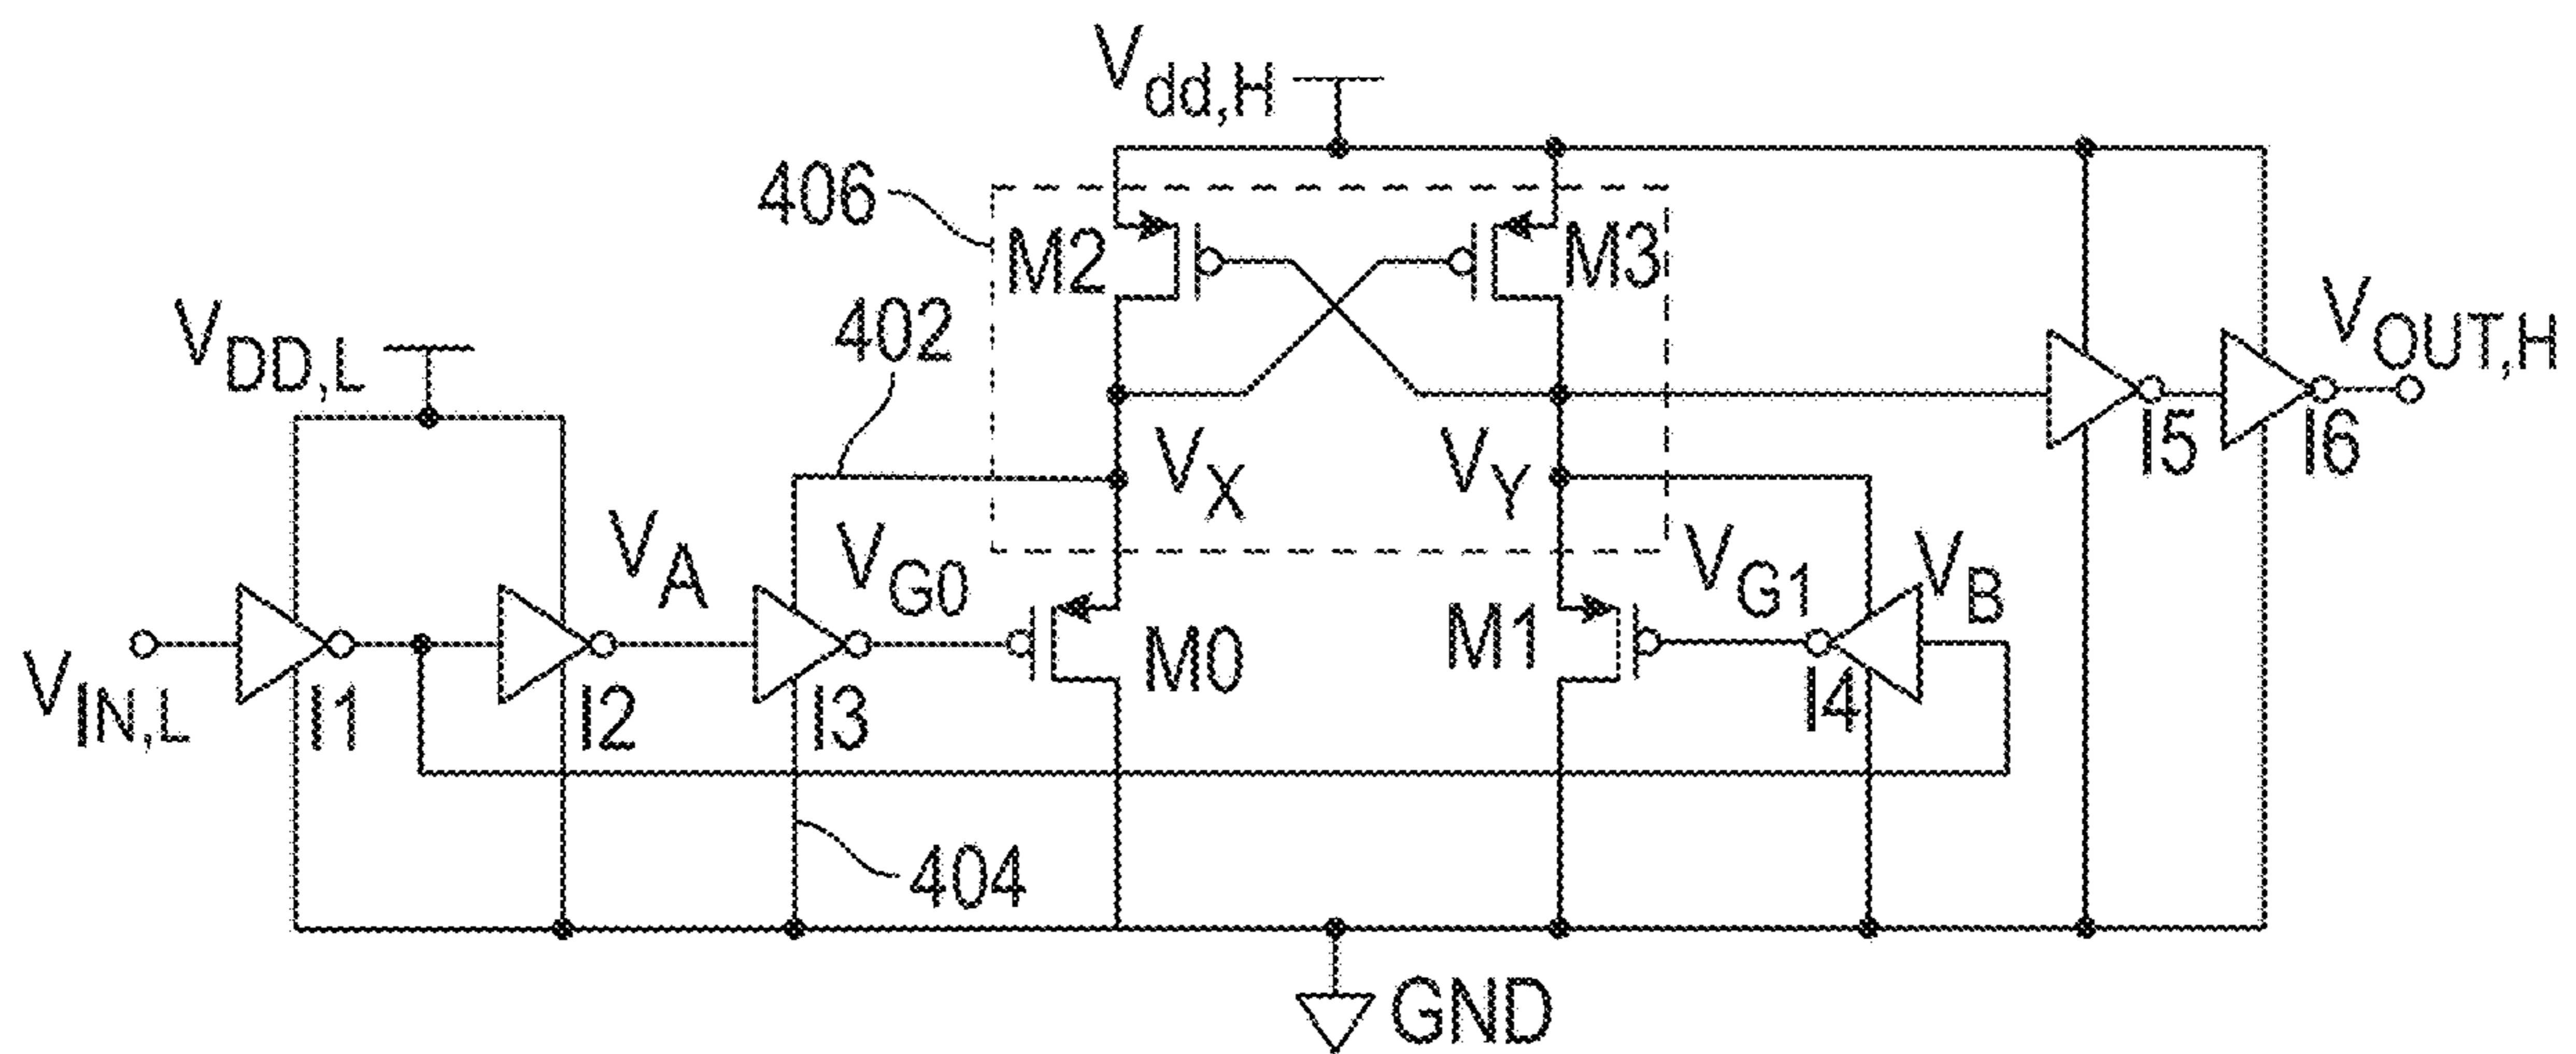 Vdd,H
406
M2
M3
402
VDD,L
VOUT,H
I5
I6
VX
VY
VA
VG0
VG1
VB
VIN,L
I1
I2
I3
M0
M1
I4
404
GND